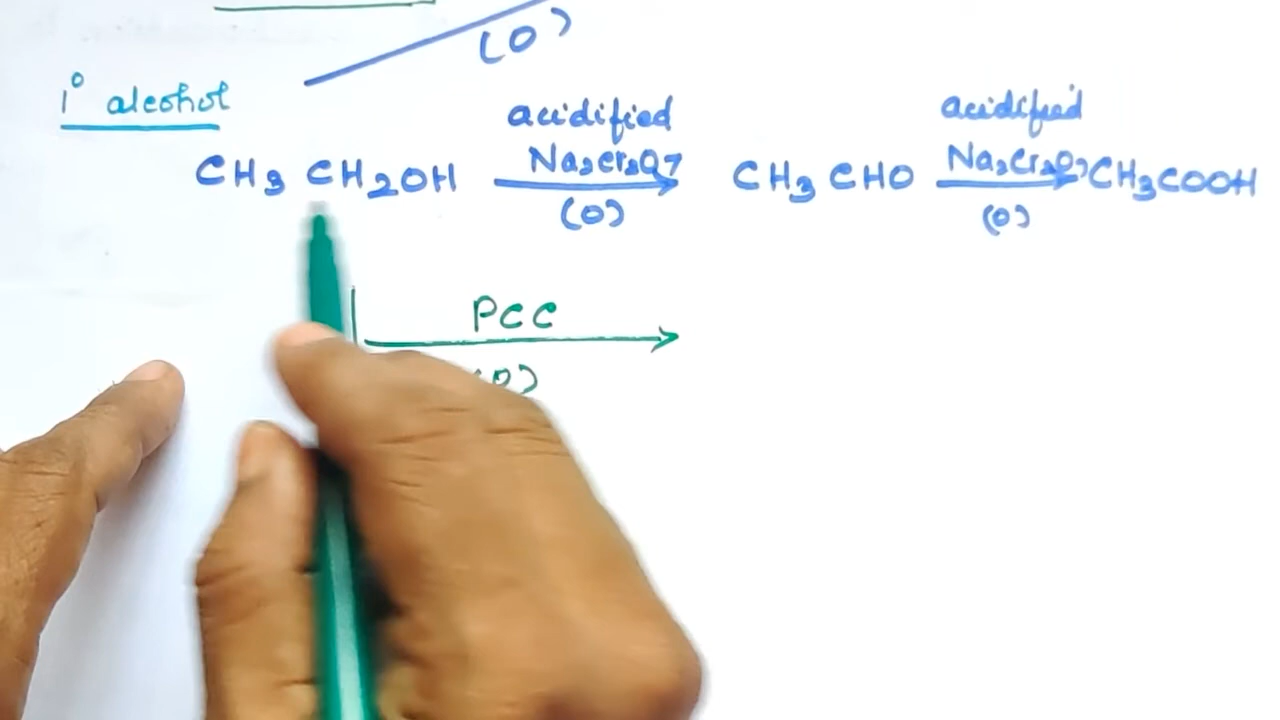 (O)
1° alcohol
acidified acidified
CH3 CH2OH Na2Cr2O7 CH3 CHO Na2Cr2O7 CH3COOH
(O) (O)
PCC
(O)